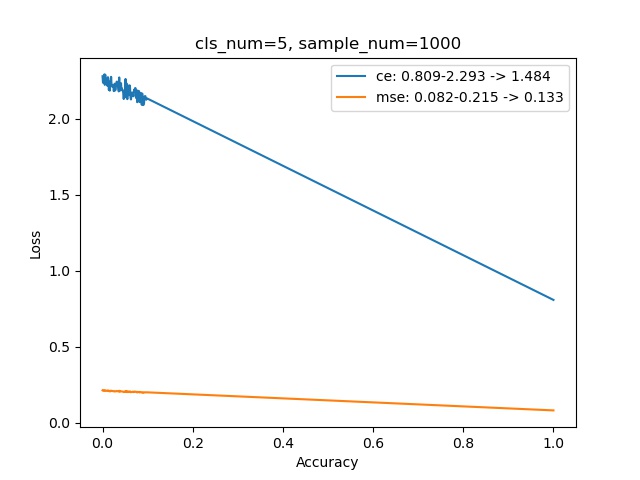 cls_num=5, sample_num=1000
ce: 0.809-2.293 -> 1.484
mse: 0.082-0.215 -> 0.133
Loss
2.0
1.5
1.0
0.5
0.0
0.0 0.2 0.4 0.6 0.8 1.0
Accuracy